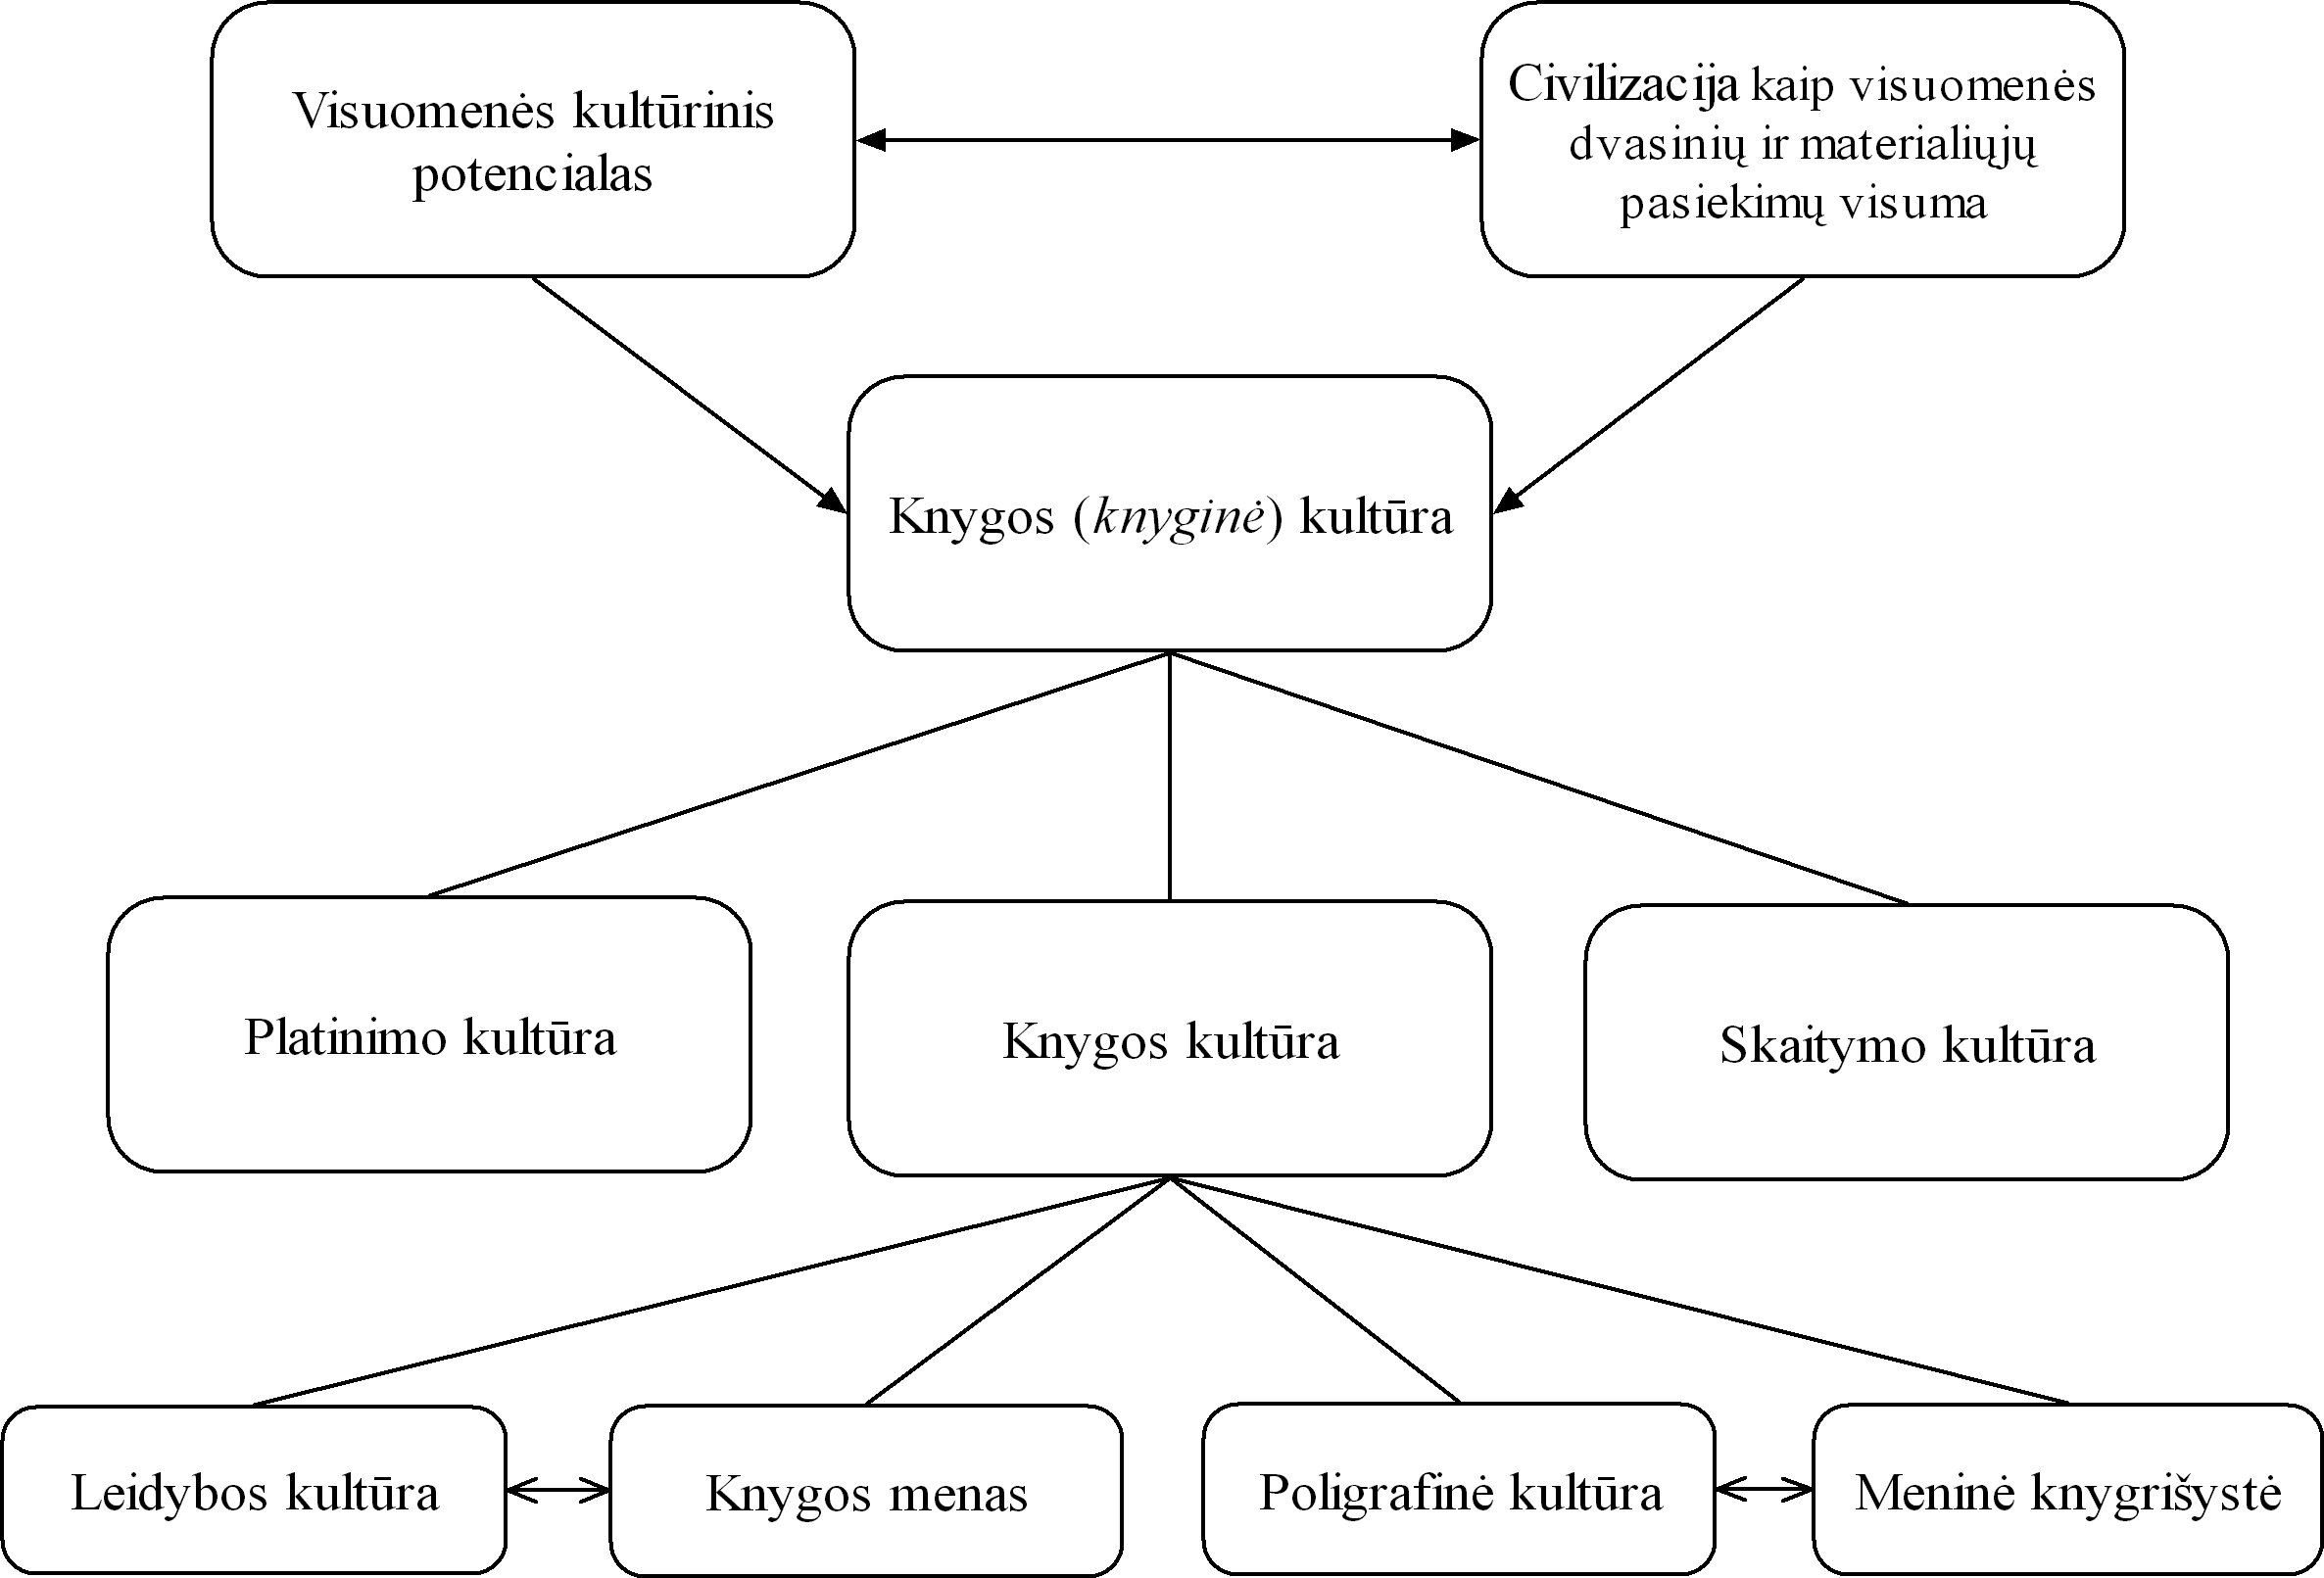 Visuomenės kultūrinis
potencialas
Civilizacija kaip visuomenės
dvasinių ir materialiųjų
pasiekimų visuma
Knygos (knyginė) kultūra
Platinimo kultūra
Knygos kultūra
Skaitymo kultūra
Leidybos kultūra
Knygos menas
Poligrafinė kultūra
Meninė knygrišystė